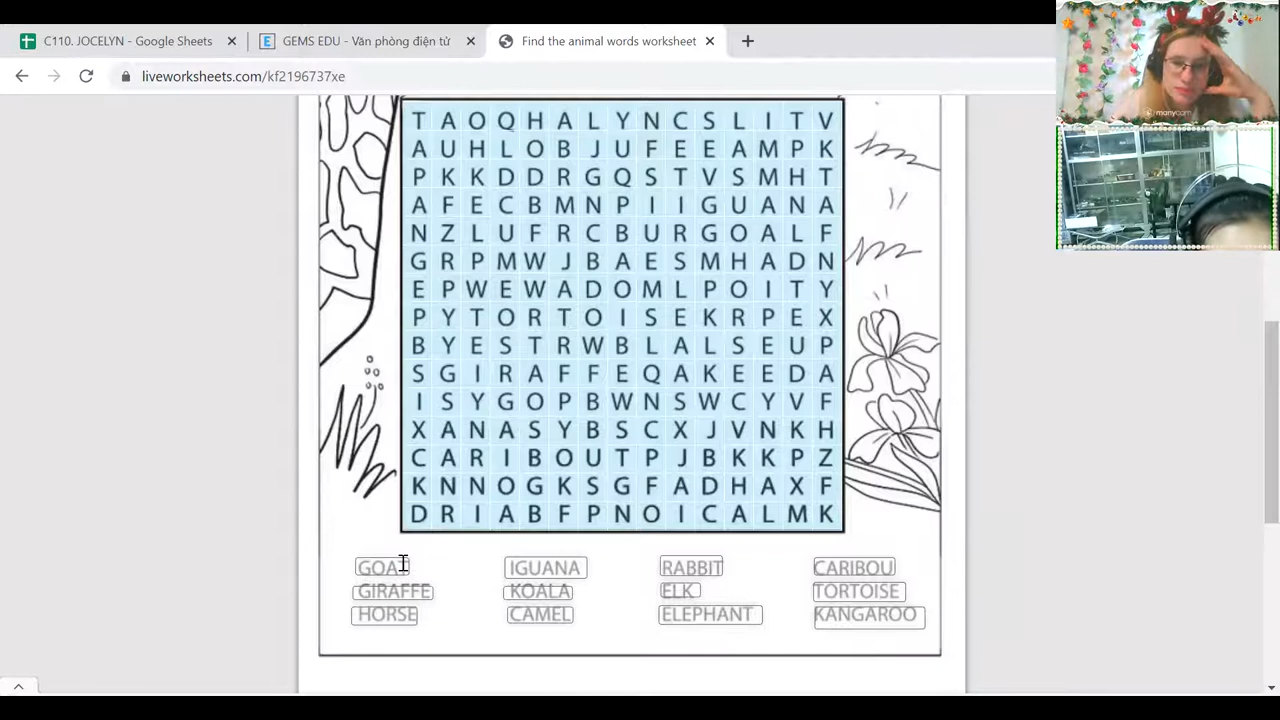 C110. JOCELYN - Google Sheets
GEMS EDU - Văn phòng điện tử
Find the animal words worksheet
liveworksheets.com/kf2196737xe
T A O Q H A L Y N C S L I T V
A U H L O B J U F E E A M P K
P K K D D R G Q S T V S M H T
A F E C B M N P I I G U A N A
N Z L U F R C B U R G O A L F
G R P M W J B A E S M H A D N
E P W E W A D O M L P O I T Y
P Y T O R T O I S E K R P E X
B Y E S T R W B L A L S E U P
S G I R A F F E Q A K E E D A
I S Y G O P B W N S W C Y V F
X A N A S Y B S C X J V N K H
C A R I B O U T P J B K K P Z
K N N O G K S G F A D H A X F
D R I A B F P N O I C A L M K
GOAT IGUANA RABBIT CARIBOU
GIRAFFE KOALA ELK TORTOISE
HORSE CAMEL ELEPHANT KANGAROO
manycam